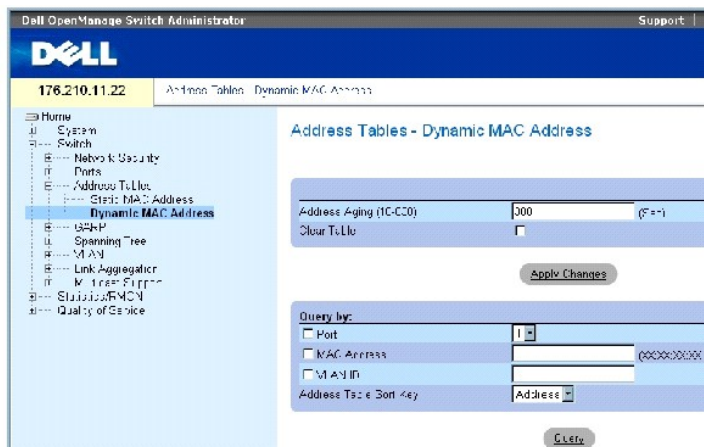 Dell OpenManage Switch Administrator
Support
DELL
176.210.11.22
Address Tables - Dynamic MAC Address
Home
System
Switch
Network Security
Ports
Address Tables
Static MAC Address
Dynamic MAC Address
GARP
Spanning Tree
VLAN
Link Aggregation
Multicast Support
Statistics/RMON
Quality of Service
Address Tables - Dynamic MAC Address
Address Aging
(Sec)
Clear Table
Apply Changes
Query by:
Port
1
MAC Address
VLAN ID
Address Table Sort Key
Address
Query